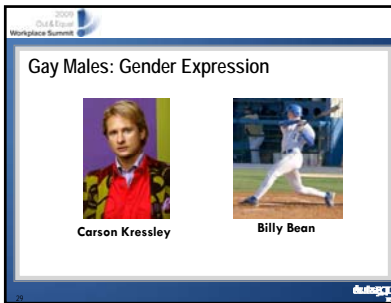 2009
Out & Equal
Workplace Summit
Gay Males: Gender Expression
Carson Kressley
Billy Bean
29